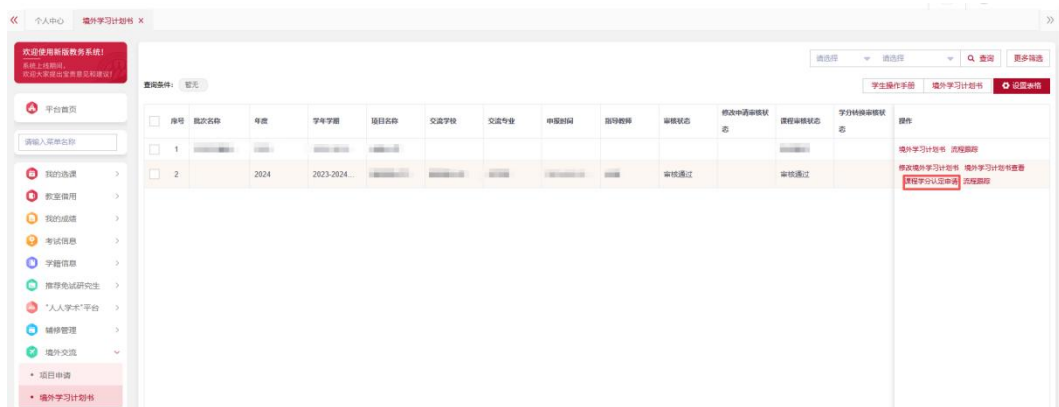 个人中心 境外学习计划书 ×
欢迎使用新版教务系统!
系统上线期间,
欢迎大家提出宝贵意见和建议!
平台首页
请输入菜单名称
我的选课
教室借用
我的成绩
考试信息
学籍信息
推荐免试研究生
"人人学术"平台
辅修管理
境外交流
• 项目申请
• 境外学习计划书
请选择 请选择 查询 更多筛选
查询条件: 暂无
学生操作手册 境外学习计划书 设置表格
序号 批次名称 年度 学年学期 项目名称 交流学校 交流专业 申报时间 指导教师 审核状态 修改申请审核状态 课程审核状态 学分转换审核状态 操作
1 境外学习计划书 流程跟踪
2 2024 2023-2024... 审核通过 审核通过 修改境外学习计划书 境外学习计划书查看
课程学分认定申请 流程跟踪